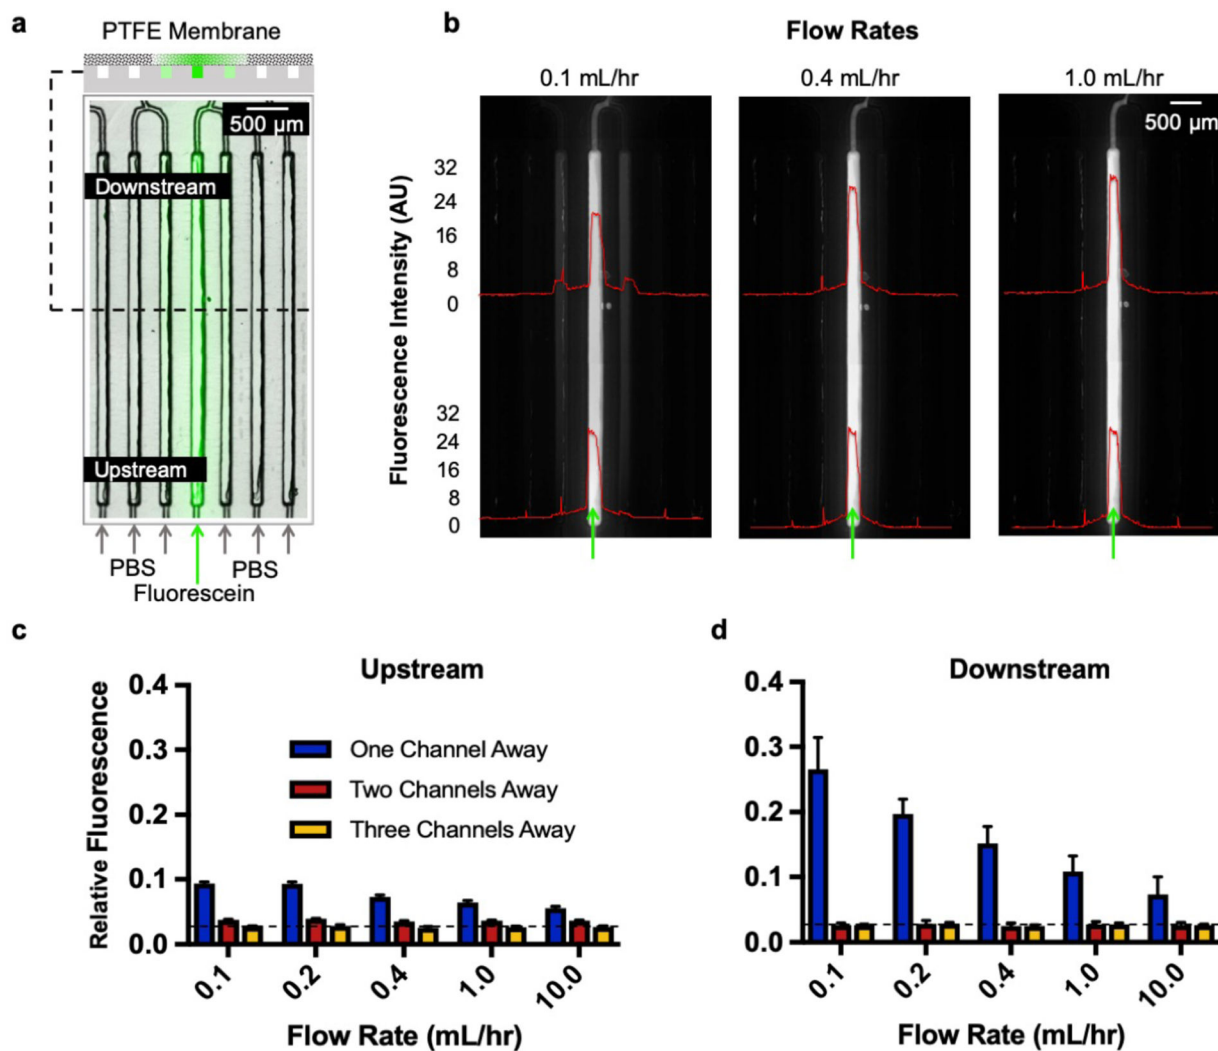 a
PTFE Membrane
500 µm
Downstream
Upstream
PBS
PBS
Fluorescein
b
Flow Rates
0.1 mL/hr
0.4 mL/hr
1.0 mL/hr
500 µm
Fluorescence Intensity (AU)
32
24
16
8
0
32
24
16
8
0
c
Upstream
Relative Fluorescence
0.4
0.3
0.2
0.1
0.0
One Channel Away
Two Channels Away
Three Channels Away
0.1
0.2
0.4
1.0
10.0
Flow Rate (mL/hr)
d
Downstream
0.4
0.3
0.2
0.1
0.0
0.1
0.2
0.4
1.0
10.0
Flow Rate (mL/hr)